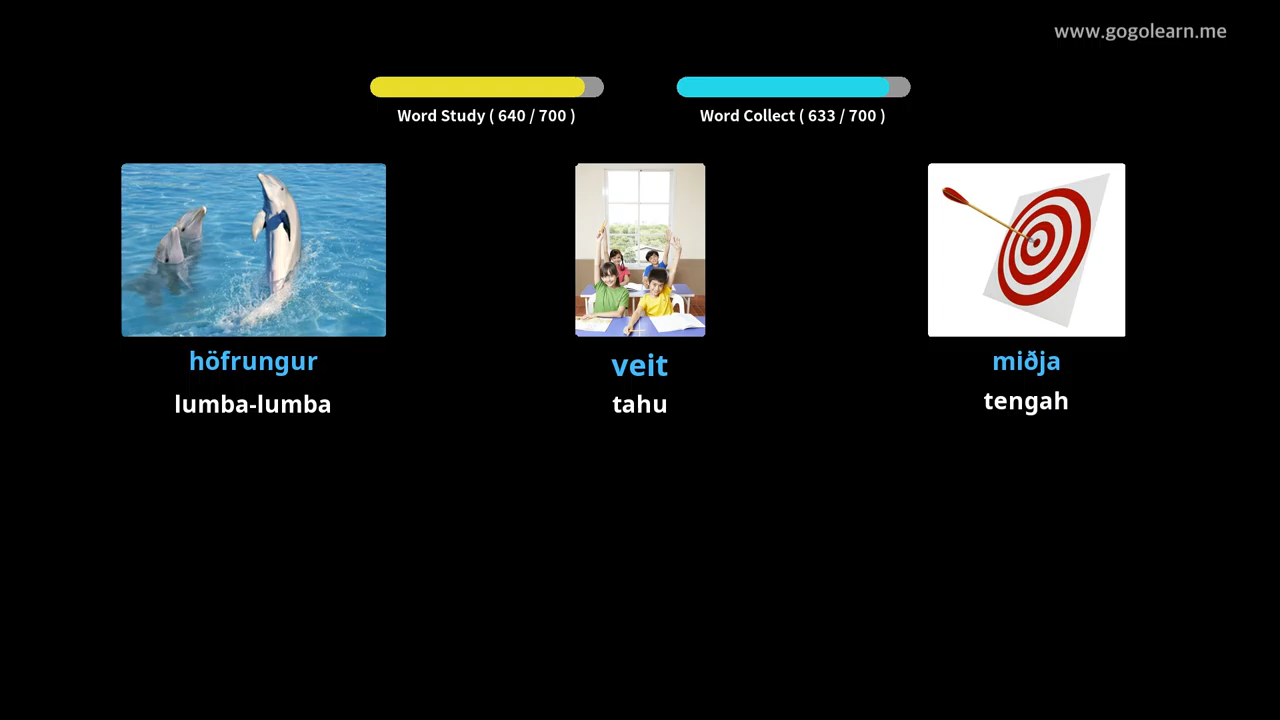 www.gogolearn.me
Word Study ( 640 / 700 )
Word Collect ( 633 / 700 )
höfrungur
lumba-lumba
veit
tahu
miðja
tengah